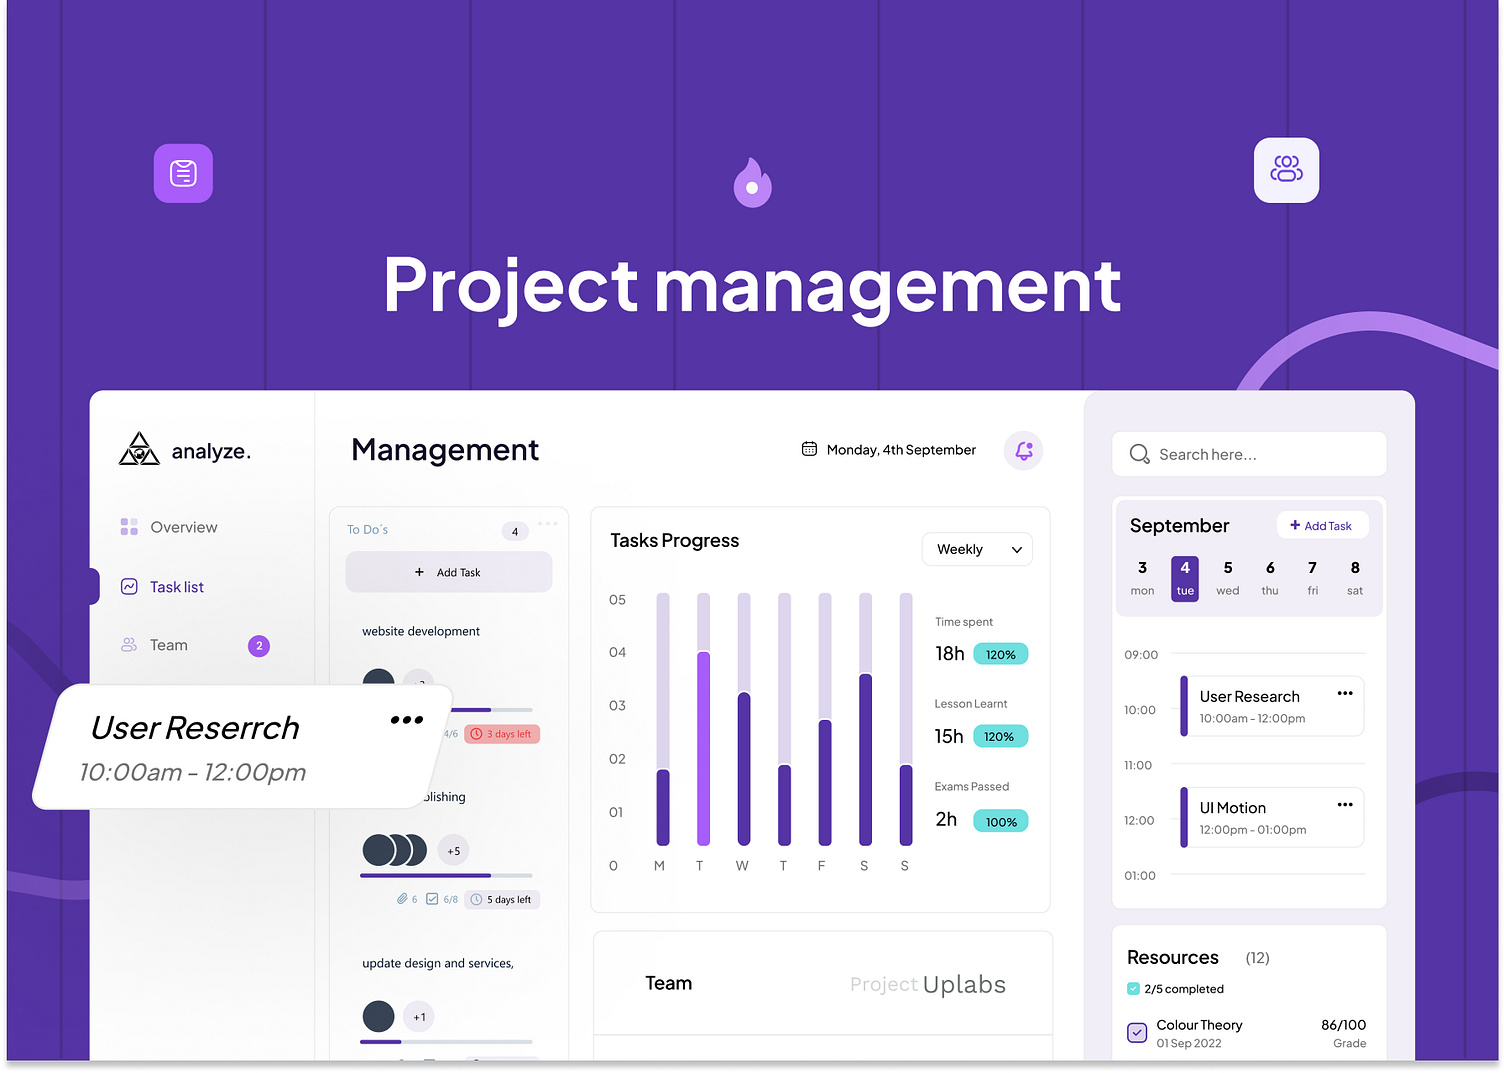 Project management
analyze.
Overview
Task list
Team
2
User Reserrch
10:00am - 12:00pm
Management
Monday, 4th September
To Do´s
4
+ Add Task
website development
4/6
3 days left
+5
6
6/8
5 days left
update design and services,
+1
Tasks Progress
Weekly
05
04
03
02
01
0
M T W T F S S
Time spent
18h 120%
Lesson Learnt
15h 120%
Exams Passed
2h 100%
Team
Project Uplabs
Search here...
September
+ Add Task
3 4 5 6 7 8
mon tue wed thu fri sat
09:00
10:00
User Research
10:00am - 12:00pm
11:00
12:00
UI Motion
12:00pm - 01:00pm
01:00
Resources (12)
2/5 completed
Colour Theory 86/100
01 Sep 2022 Grade